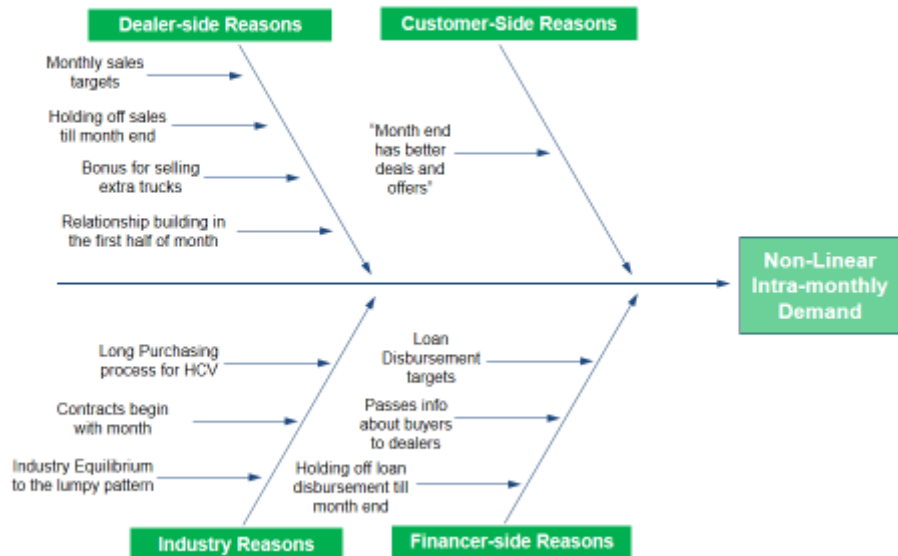 Dealer-side Reasons
Customer-Side Reasons
Monthly sales
targets
Holding off sales
till month end
Bonus for selling
extra trucks
Relationship building in
the first half of month
"Month end
has better
deals and
offers"
Non-Linear
Intra-monthly
Demand
Long Purchasing
process for HCV
Contracts begin
with month
Industry Equilibrium
to the lumpy pattern
Loan
Disbursement
targets
Passes info
about buyers
to dealers
Holding off loan
disbursement till
month end
Industry Reasons
Financer-side Reasons